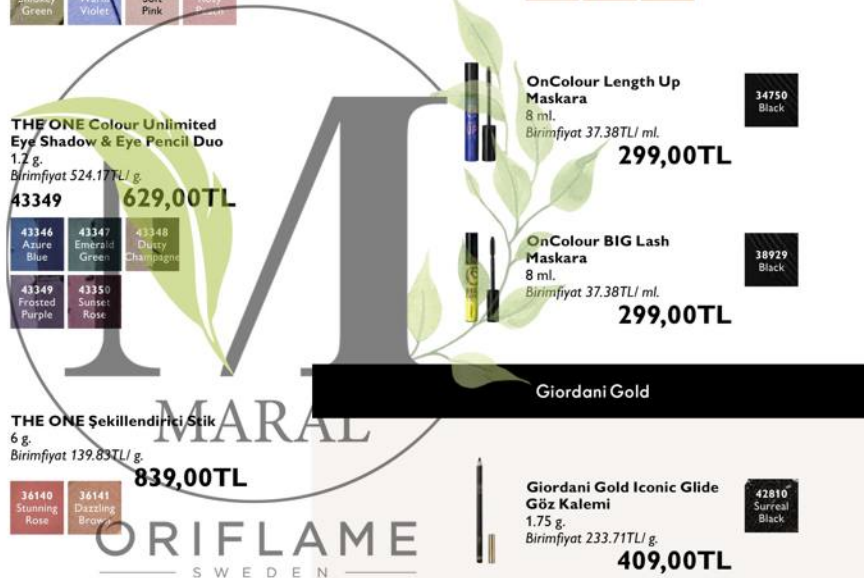 Green
Violet
Pink
THE ONE Colour Unlimited
Eye Shadow & Eye Pencil Duo
1.2 g.
Birimfiyat 524.17TL/ g.
43349 629,00TL
43346
Azure
Blue
43347
Emerald
Green
43348
Dusty
Champagne
43349
Frosted
Purple
43350
Sunset
Rose
THE ONE Şekillendirici Stik
6 g.
Birimfiyat 139.83TL/ g.
839,00TL
36140
Stunning
Rose
36141
Dazzling
Brown
OnColour Length Up
Maskara
8 ml.
Birimfiyat 37.38TL/ ml.
299,00TL
34750
Black
OnColour BIG Lash
Maskara
8 ml.
Birimfiyat 37.38TL/ ml.
299,00TL
38929
Black
Giordani Gold
Giordani Gold Iconic Glide
Göz Kalemi
1.75 g.
Birimfiyat 233.71TL/ g.
409,00TL
42810
Surreal
Black
M
MARAL
ORIFLAME
SWEDEN